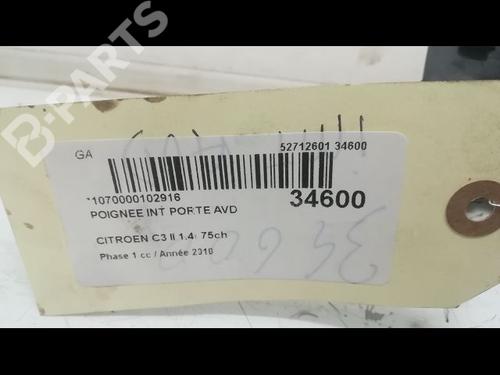 B-PARTS
GA
52712601 34600
*1070000102916
34600
POIGNEE INT PORTE AVD
CITROEN C3 II 1.4i 75ch
Phase 1 cc / Année 2010